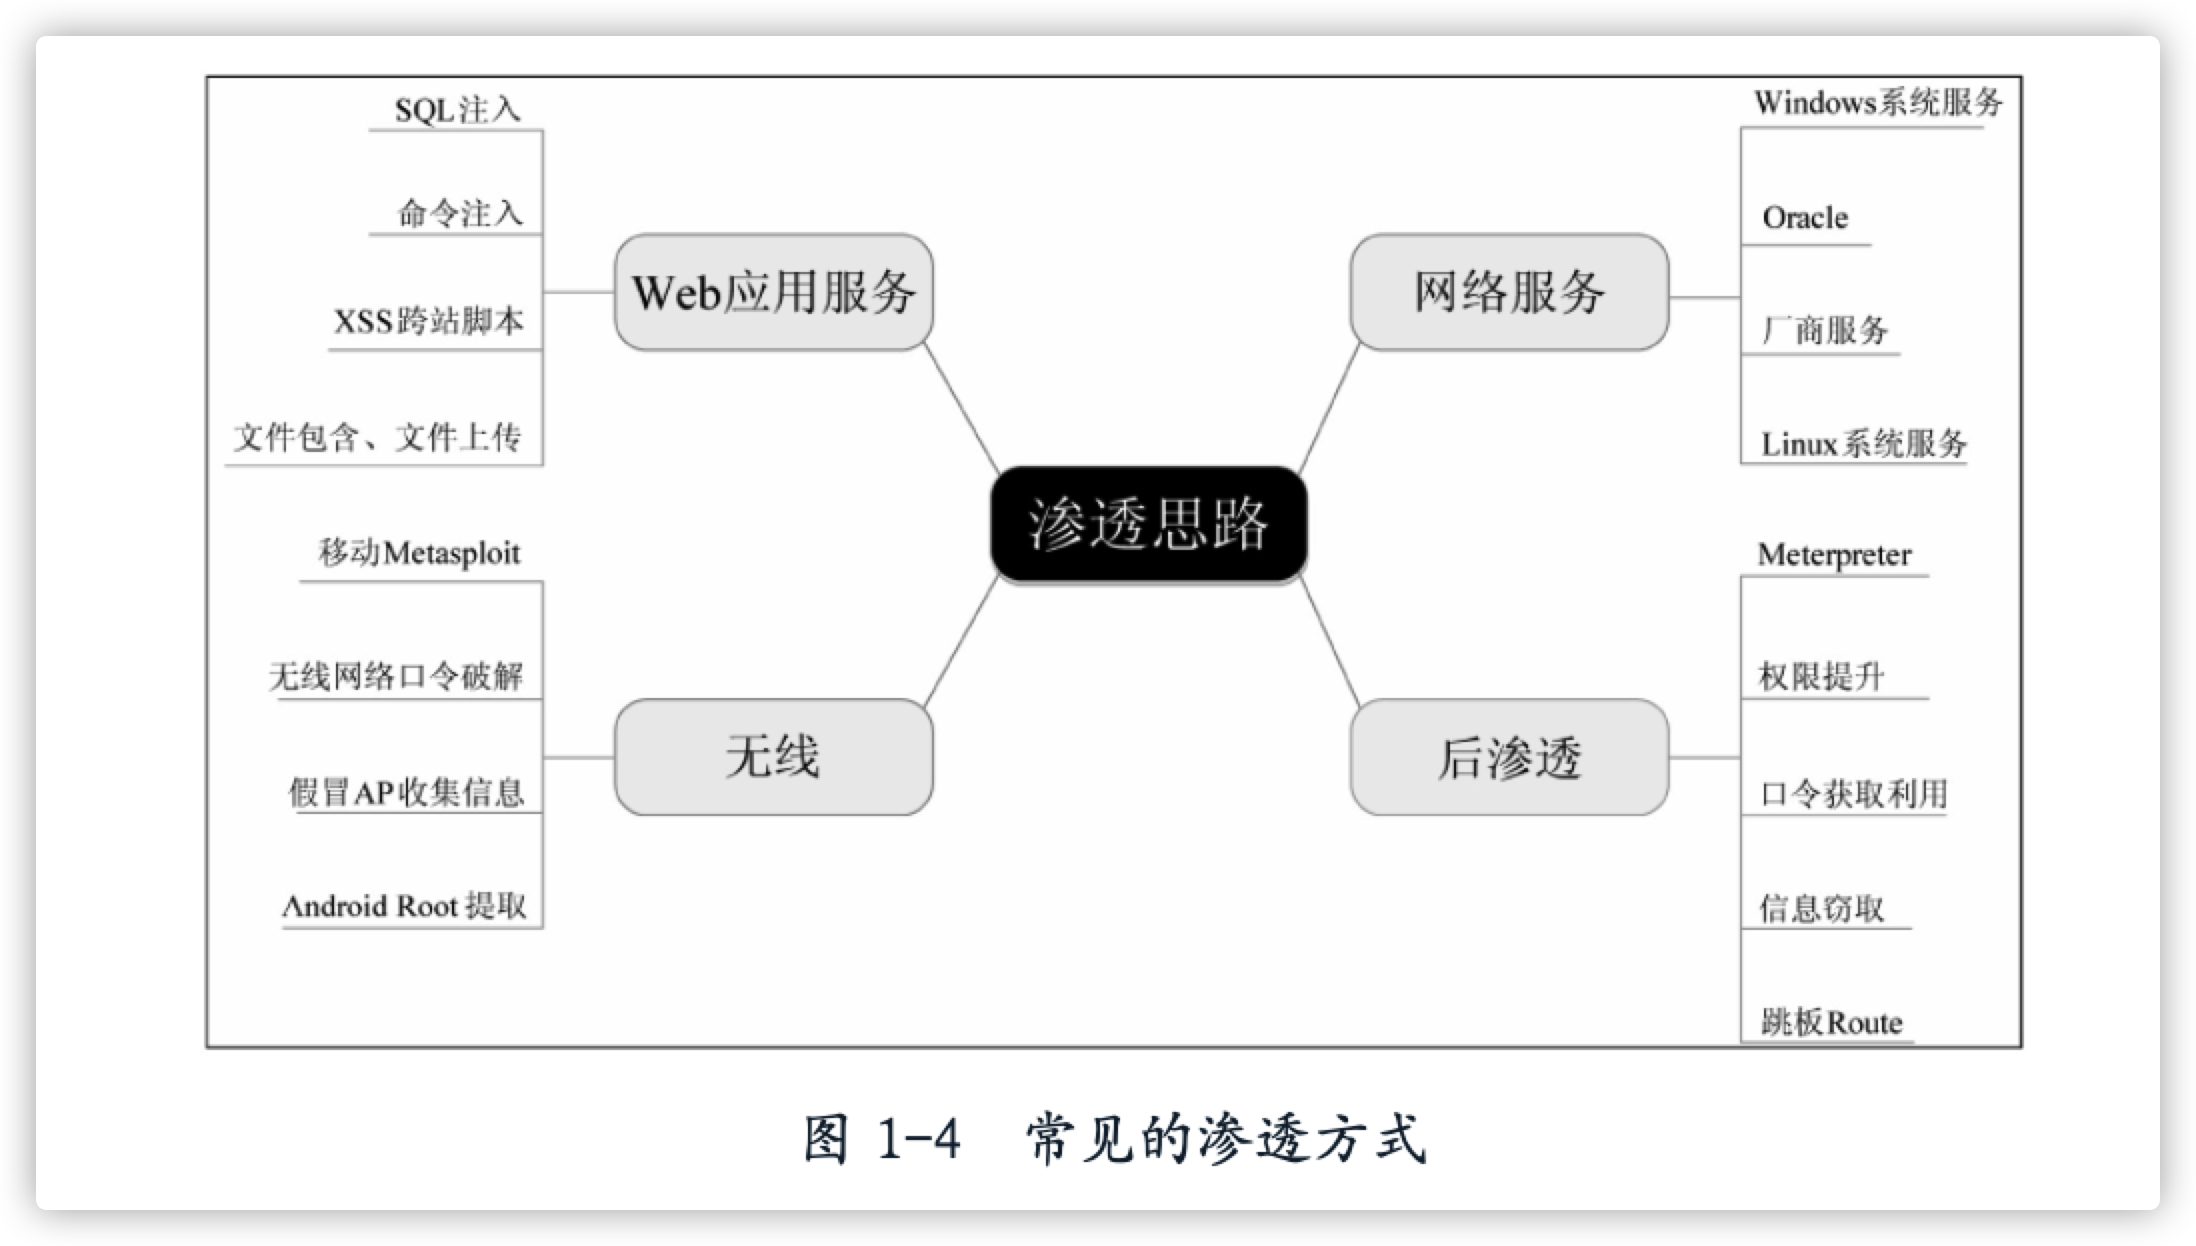 SQL注入
命令注入
XSS跨站脚本
文件包含、文件上传
Web应用服务
移动Metasploit
无线网络口令破解
假冒AP收集信息
Android Root 提取
无线
渗透思路
网络服务
Windows系统服务
Oracle
厂商服务
Linux系统服务
后渗透
Meterpreter
权限提升
口令获取利用
信息窃取
跳板Route
图 1-4 常见的渗透方式